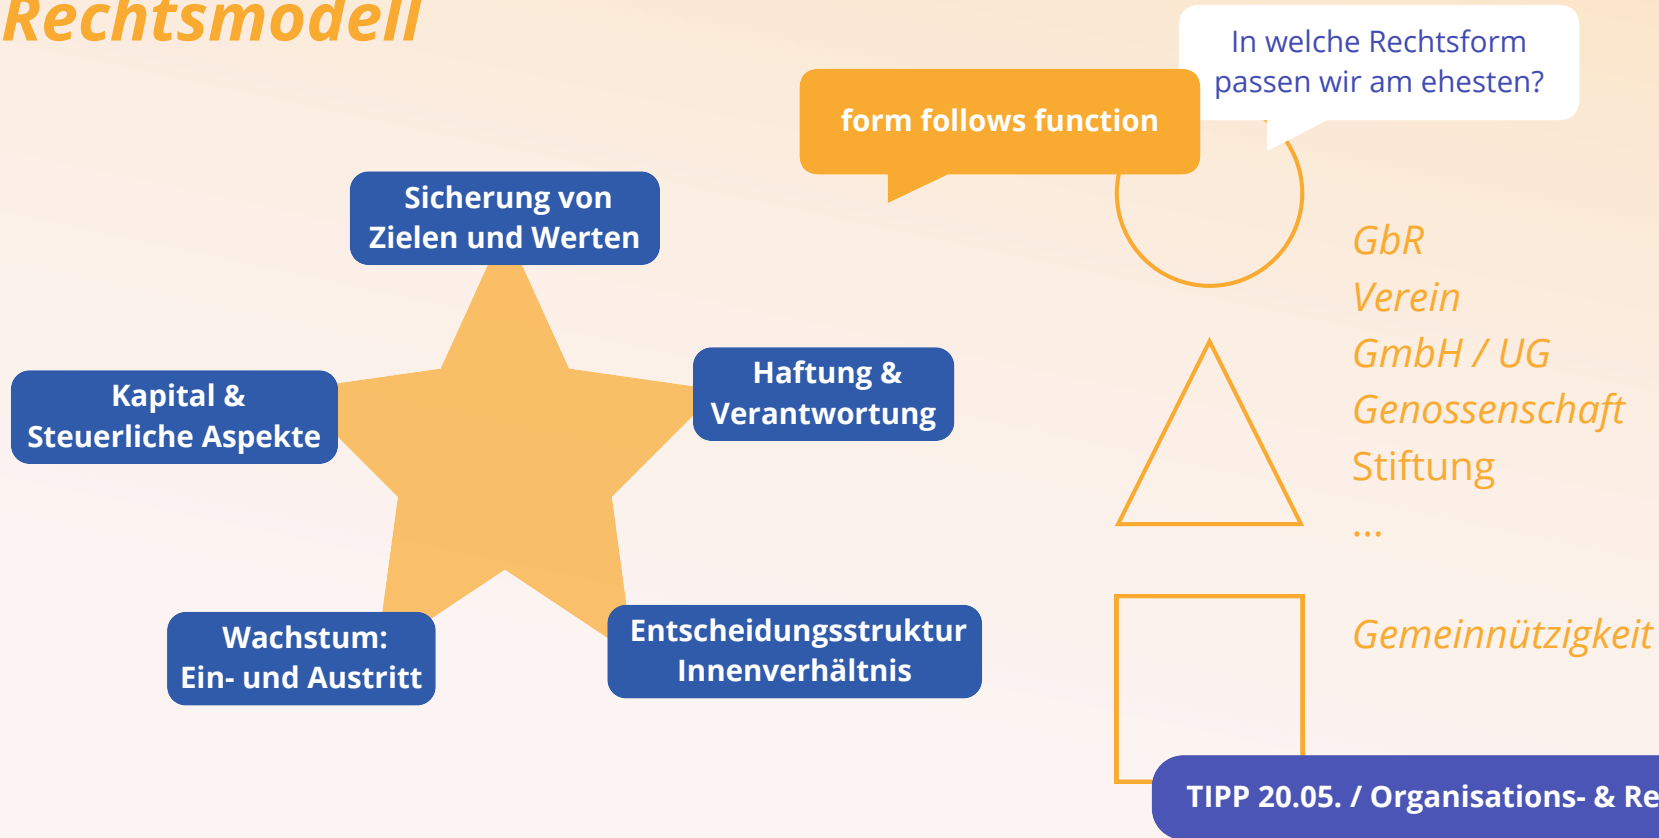 Rechtsmodell
In welche Rechtsform
passen wir am ehesten?
form follows function
Sicherung von
Zielen und Werten
Haftung &
Verantwortung
Kapital &
Steuerliche Aspekte
Wachstum:
Ein- und Austritt
Entscheidungsstruktur
Innenverhältnis
GbR
Verein
GmbH / UG
Genossenschaft
Stiftung
...
Gemeinnützigkeit
TIPP 20.05. / Organisations- & Re